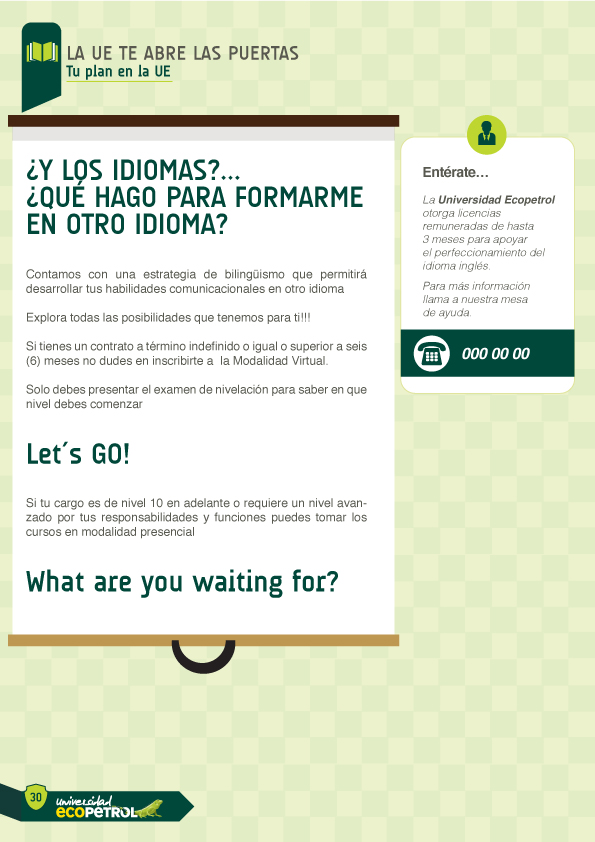 LA UE TE ABRE LAS PUERTAS
Tu plan en la UE
¿Y LOS IDIOMAS?...
¿QUÉ HAGO PARA FORMARME
EN OTRO IDIOMA?
Contamos con una estrategia de bilingüismo que permitirá
desarrollar tus habilidades comunicacionales en otro idioma
Explora todas las posibilidades que tenemos para ti!!!
Si tienes un contrato a término indefinido o igual o superior a seis
(6) meses no dudes en inscribirte a  la Modalidad Virtual.
Solo debes presentar el examen de nivelación para saber en que
nivel debes comenzar
Let´s GO!
Si tu cargo es de nivel 10 en adelante o requiere un nivel avan-
zado por tus responsabilidades y funciones puedes tomar los
cursos en modalidad presencial
What are you waiting for?
Entérate...
La Universidad Ecopetrol
otorga licencias
remuneradas de hasta
3 meses para apoyar
el perfeccionamiento del
idioma inglés.
Para más información
llama a nuestra mesa
de ayuda.
000 00 00
30
universidad
ECOPETROL